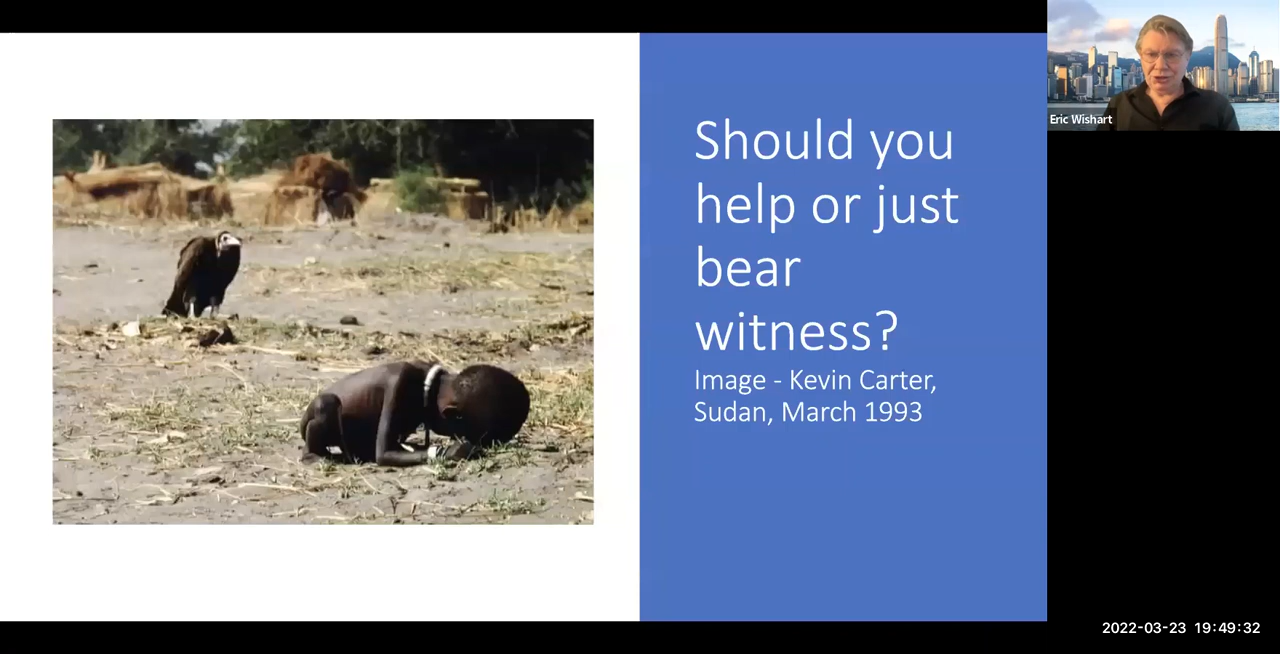 Should you
help or just
bear
witness?
Image - Kevin Carter,
Sudan, March 1993
Eric Wishart
2022-03-23 19:49:32